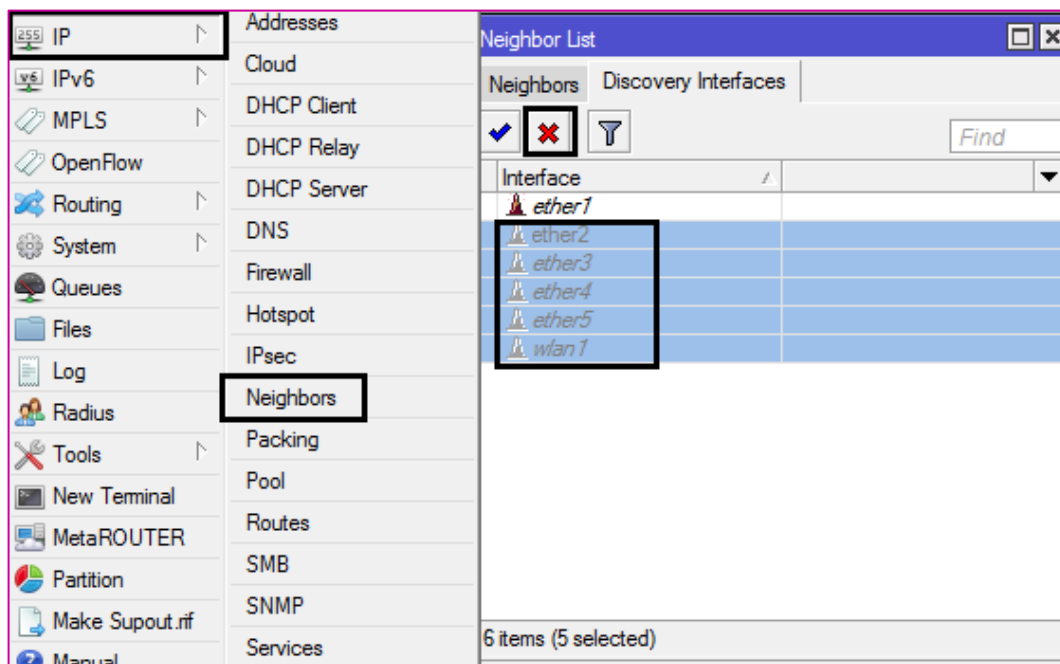 255 IP
v6 IPv6
MPLS
OpenFlow
Routing
System
Queues
Files
Log
Radius
Tools
New Terminal
MetaROUTER
Partition
Make Supout.rif
Manual
Addresses
Cloud
DHCP Client
DHCP Relay
DHCP Server
DNS
Firewall
Hotspot
IPsec
Neighbors
Packing
Pool
Routes
SMB
SNMP
Services
Neighbor List
Neighbors Discovery Interfaces
Find
Interface
ether1
ether2
ether3
ether4
ether5
wlan1
6 items (5 selected)